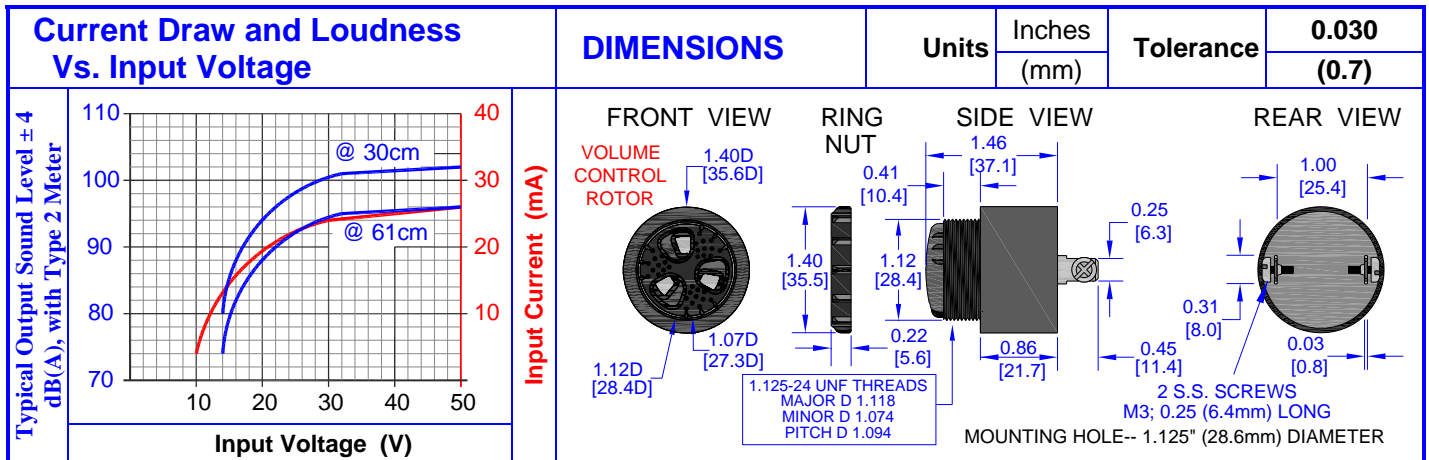 Current Draw and Loudness
Vs. Input Voltage
DIMENSIONS
Units
Inches
(mm)
Tolerance
0.030
(0.7)
Typical Output Sound Level ± 4
dB(A), with Type 2 Meter
110
100
90
80
70
40
30
20
10
@ 30cm
@ 61cm
10 20 30 40 50
Input Voltage (V)
Input Current (mA)
FRONT VIEW
VOLUME
CONTROL
ROTOR
1.40D
[35.6D]
1.12D
[28.4D]
1.07D
[27.3D]
RING
NUT
1.40
[35.5]
0.22
[5.6]
SIDE VIEW
1.46
[37.1]
0.41
[10.4]
1.12
[28.4]
0.25
[6.3]
0.86
[21.7]
0.45
[11.4]
1.125-24 UNF THREADS
MAJOR D 1.118
MINOR D 1.074
PITCH D 1.094
REAR VIEW
1.00
[25.4]
0.31
[8.0]
0.03
[0.8]
2 S.S. SCREWS
M3; 0.25 (6.4mm) LONG
MOUNTING HOLE-- 1.125" (28.6mm) DIAMETER